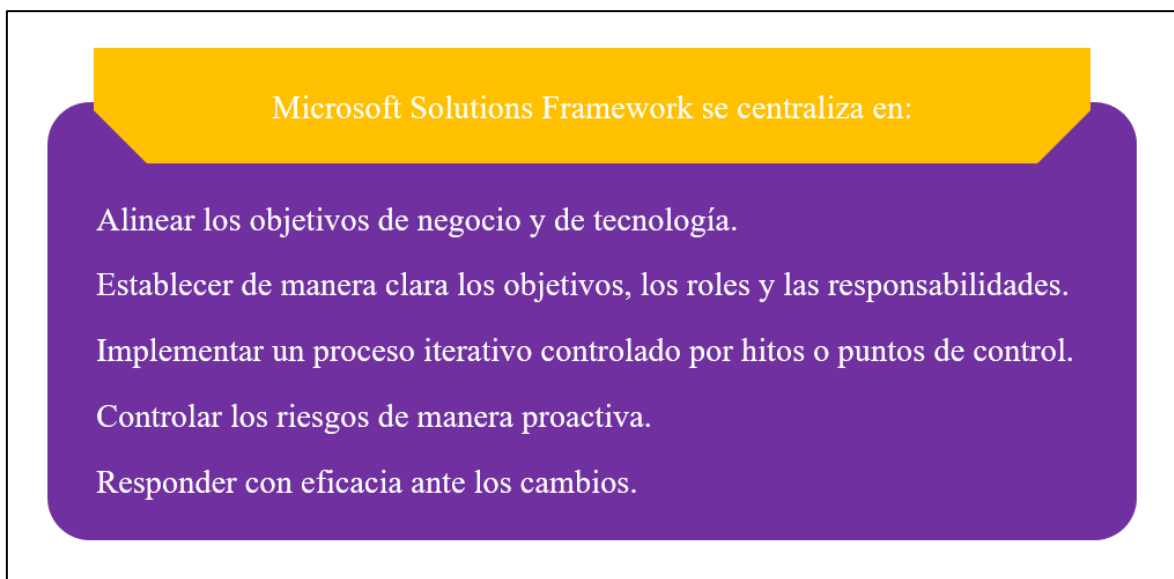 Microsoft Solutions Framework se centraliza en:
Alinear los objetivos de negocio y de tecnología.
Establecer de manera clara los objetivos, los roles y las responsabilidades.
Implementar un proceso iterativo controlado por hitos o puntos de control.
Controlar los riesgos de manera proactiva.
Responder con eficacia ante los cambios.